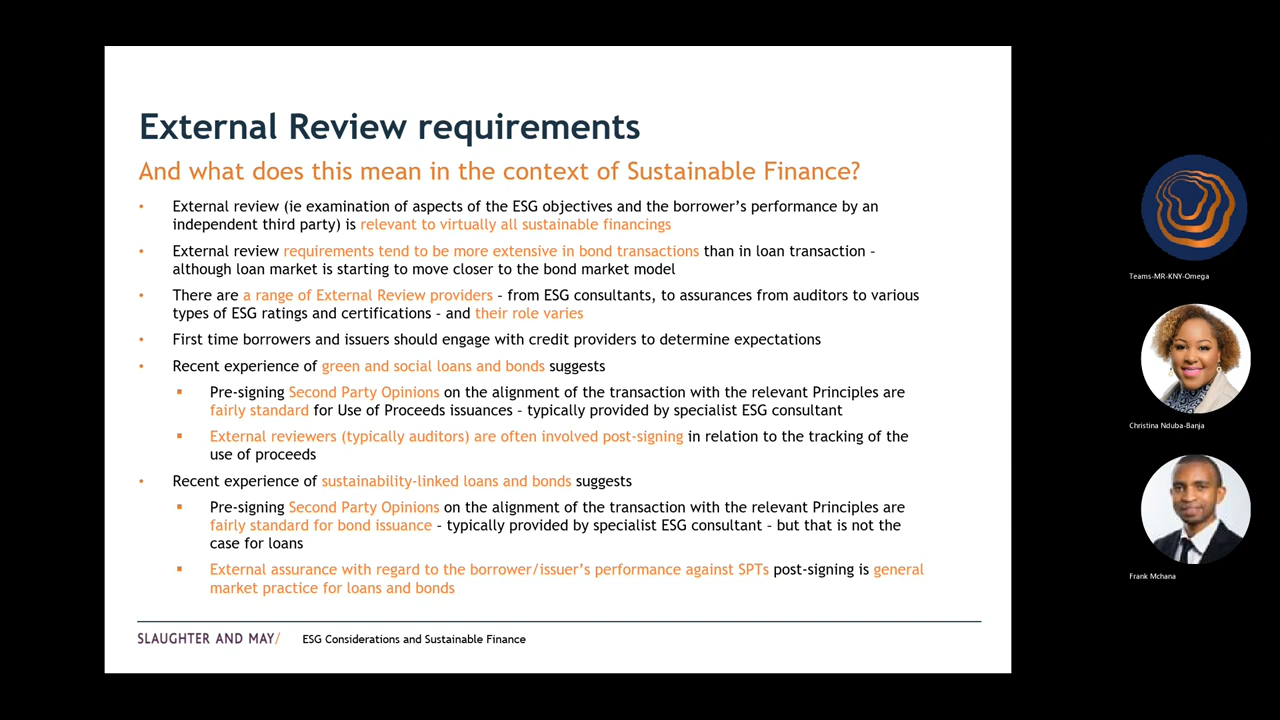 External Review requirements
And what does this mean in the context of Sustainable Finance?
• External review (ie examination of aspects of the ESG objectives and the borrower's performance by an
independent third party) is relevant to virtually all sustainable financings
• External review requirements tend to be more extensive in bond transactions than in loan transaction –
although loan market is starting to move closer to the bond market model
• There are a range of External Review providers – from ESG consultants, to assurances from auditors to various
types of ESG ratings and certifications – and their role varies
• First time borrowers and issuers should engage with credit providers to determine expectations
• Recent experience of green and social loans and bonds suggests
▪ Pre-signing Second Party Opinions on the alignment of the transaction with the relevant Principles are
fairly standard for Use of Proceeds issuances – typically provided by specialist ESG consultant
▪ External reviewers (typically auditors) are often involved post-signing in relation to the tracking of the
use of proceeds
• Recent experience of sustainability-linked loans and bonds suggests
▪ Pre-signing Second Party Opinions on the alignment of the transaction with the relevant Principles are
fairly standard for bond issuance – typically provided by specialist ESG consultant – but that is not the
case for loans
▪ External assurance with regard to the borrower/issuer's performance against SPTs post-signing is general
market practice for loans and bonds
SLAUGHTER AND MAY/ ESG Considerations and Sustainable Finance
Teams-MR-KNY-Omega
Christina Nduba-Banja
Frank Mchana